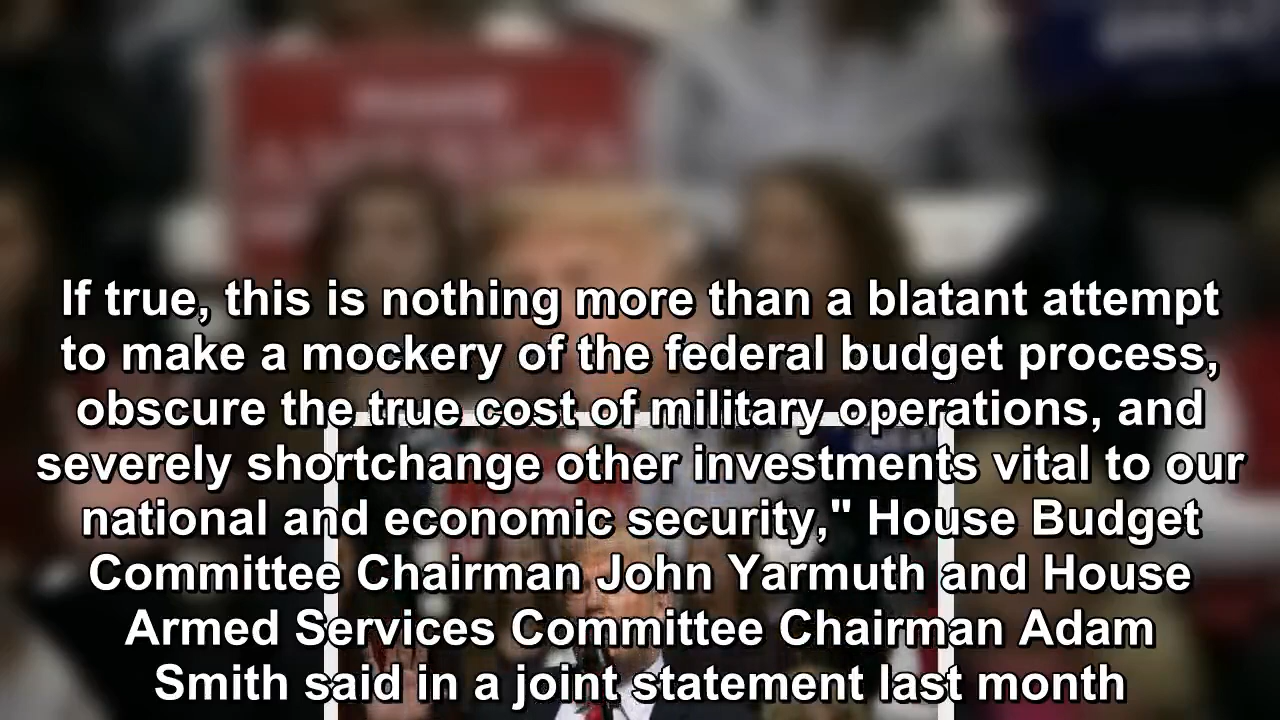 If true, this is nothing more than a blatant attempt
to make a mockery of the federal budget process,
obscure the true cost of military operations, and
severely shortchange other investments vital to our
national and economic security," House Budget
Committee Chairman John Yarmuth and House
Armed Services Committee Chairman Adam
Smith said in a joint statement last month